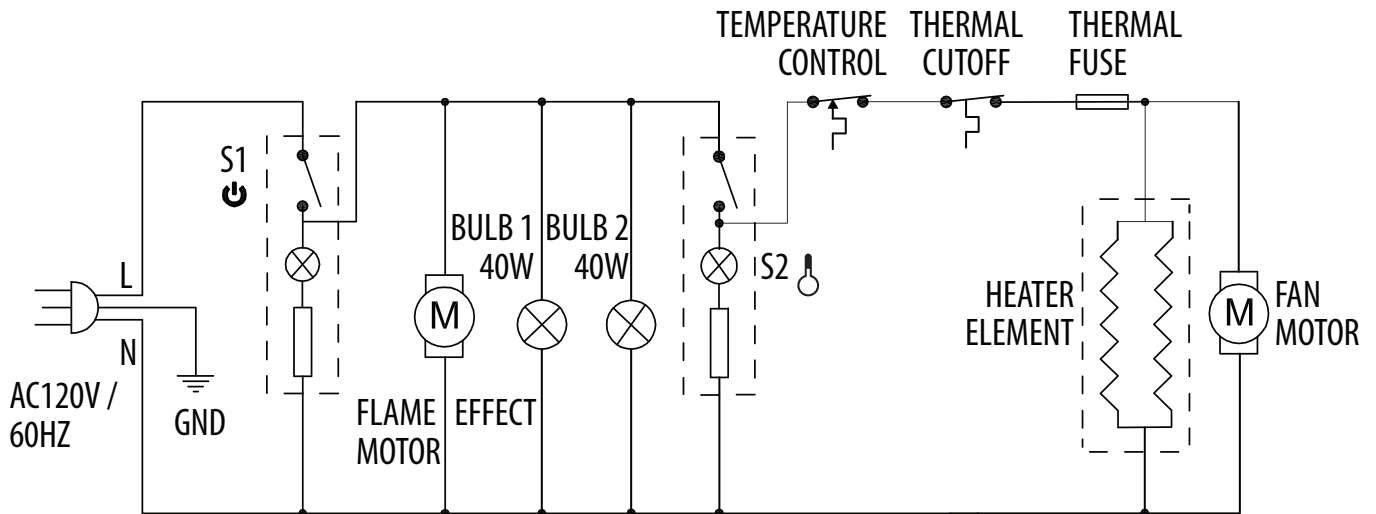 TEMPERATURE
CONTROL
THERMAL
CUTOFF
THERMAL
FUSE
S1
L
N
AC120V /
60HZ
GND
BULB 1
40W
BULB 2
40W
M
FLAME EFFECT
MOTOR
S2
HEATER
ELEMENT
M
FAN
MOTOR